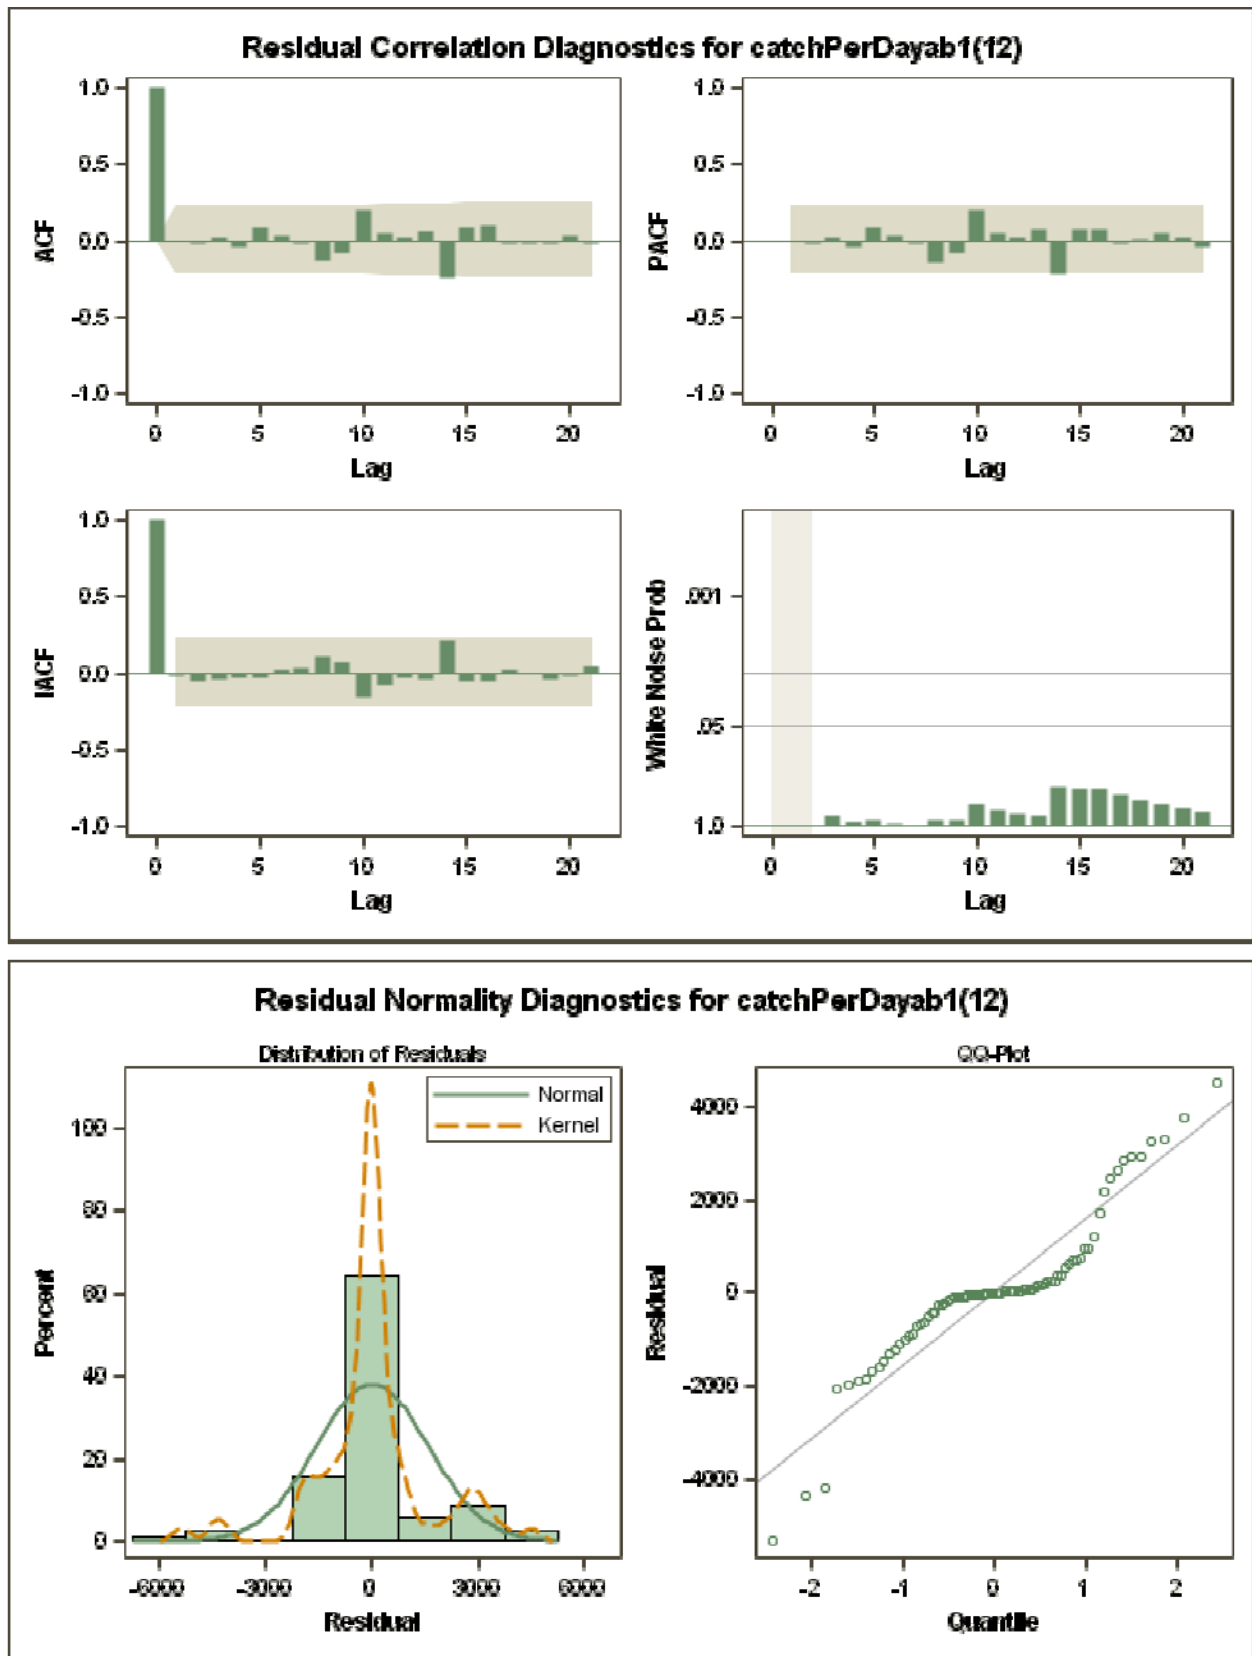 Residual Correlation Diagnostics for catchPerDayab1(12)
1.0
0.5
0.0
-0.5
-1.0
ACF
0 5 10 15 20
Lag
1.0
0.5
0.0
-0.5
-1.0
PACF
0 5 10 15 20
Lag
1.0
0.5
0.0
-0.5
-1.0
IACF
0 5 10 15 20
Lag
.001
.05
1.0
White Noise Prob
0 5 10 15 20
Lag
Residual Normality Diagnostics for catchPerDayab1(12)
Distribution of Residuals
Normal
Kernel
100
80
60
40
20
0
Percent
-6000 -3000 0 3000 6000
Residual
QQ-Plot
4000
2000
0
-2000
-4000
Residual
-2 -1 0 1 2
Quantile